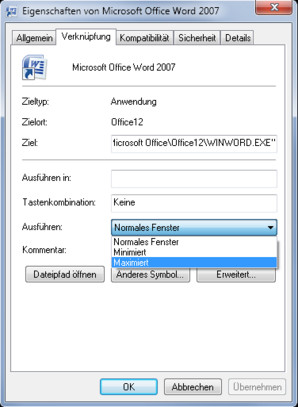 Eigenschaften von Microsoft Office Word 2007
Allgemein Verknüpfung Kompatibilität Sicherheit Details
Microsoft Office Word 2007
Zieltyp: Anwendung
Zielort: Office12
Ziel: icrosoft Office\Office12\WINWORD.EXE"
Ausführen in:
Tastenkombination: Keine
Ausführen: Normales Fenster
Normales Fenster
Kommentar: Minimiert
Maximiert
Dateipfad öffnen Anderes Symbol... Erweitert...
OK Abbrechen Übernehmen